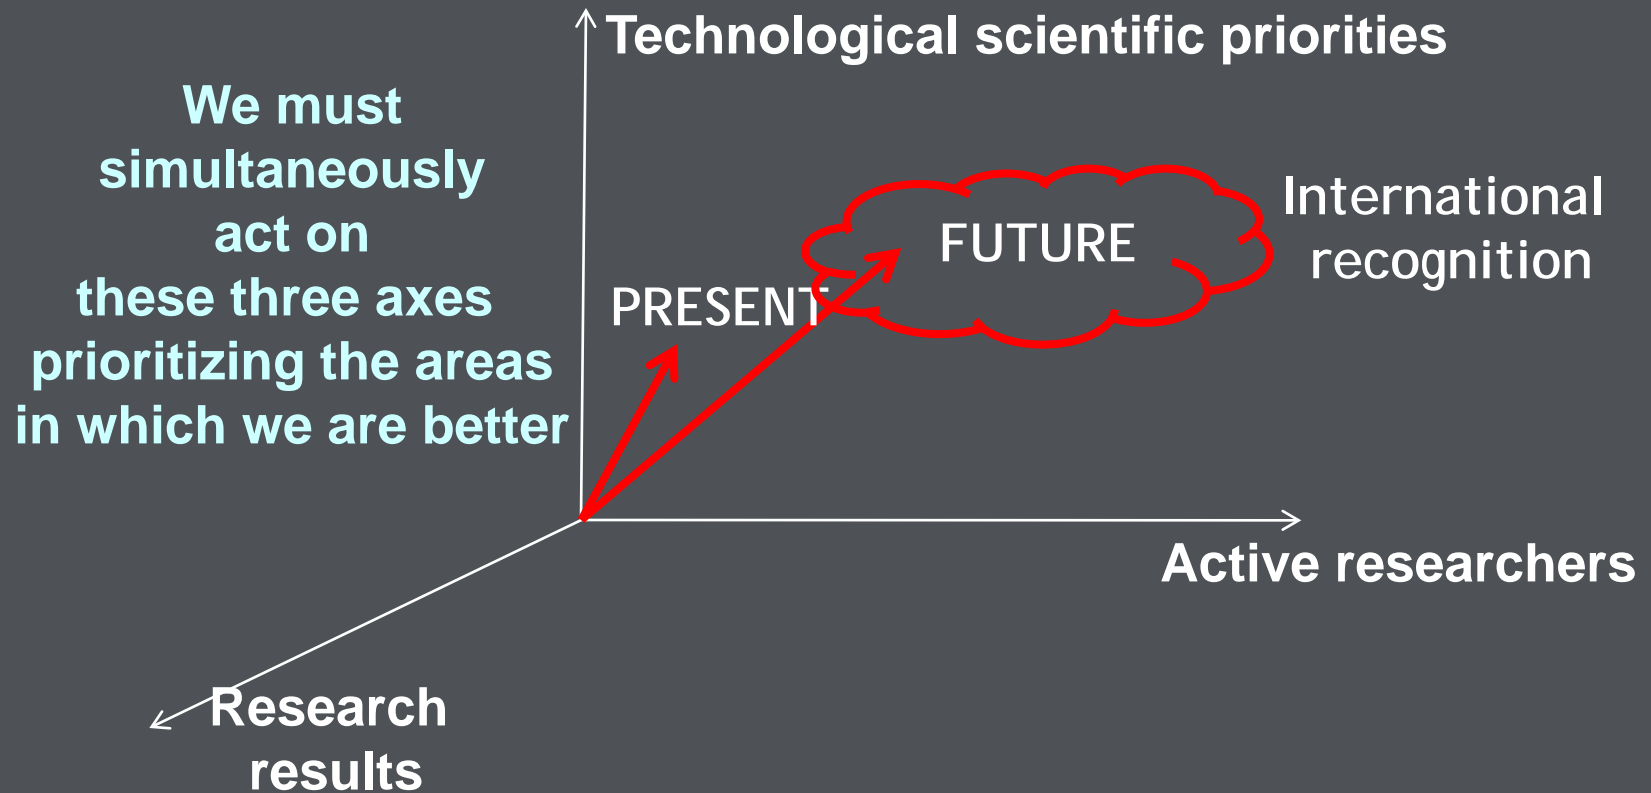 Technological scientific priorities
We must
simultaneously
act on
these three axes
prioritizing the areas
in which we are better
International
recognition
FUTURE
PRESENT
Active researchers
Research
results